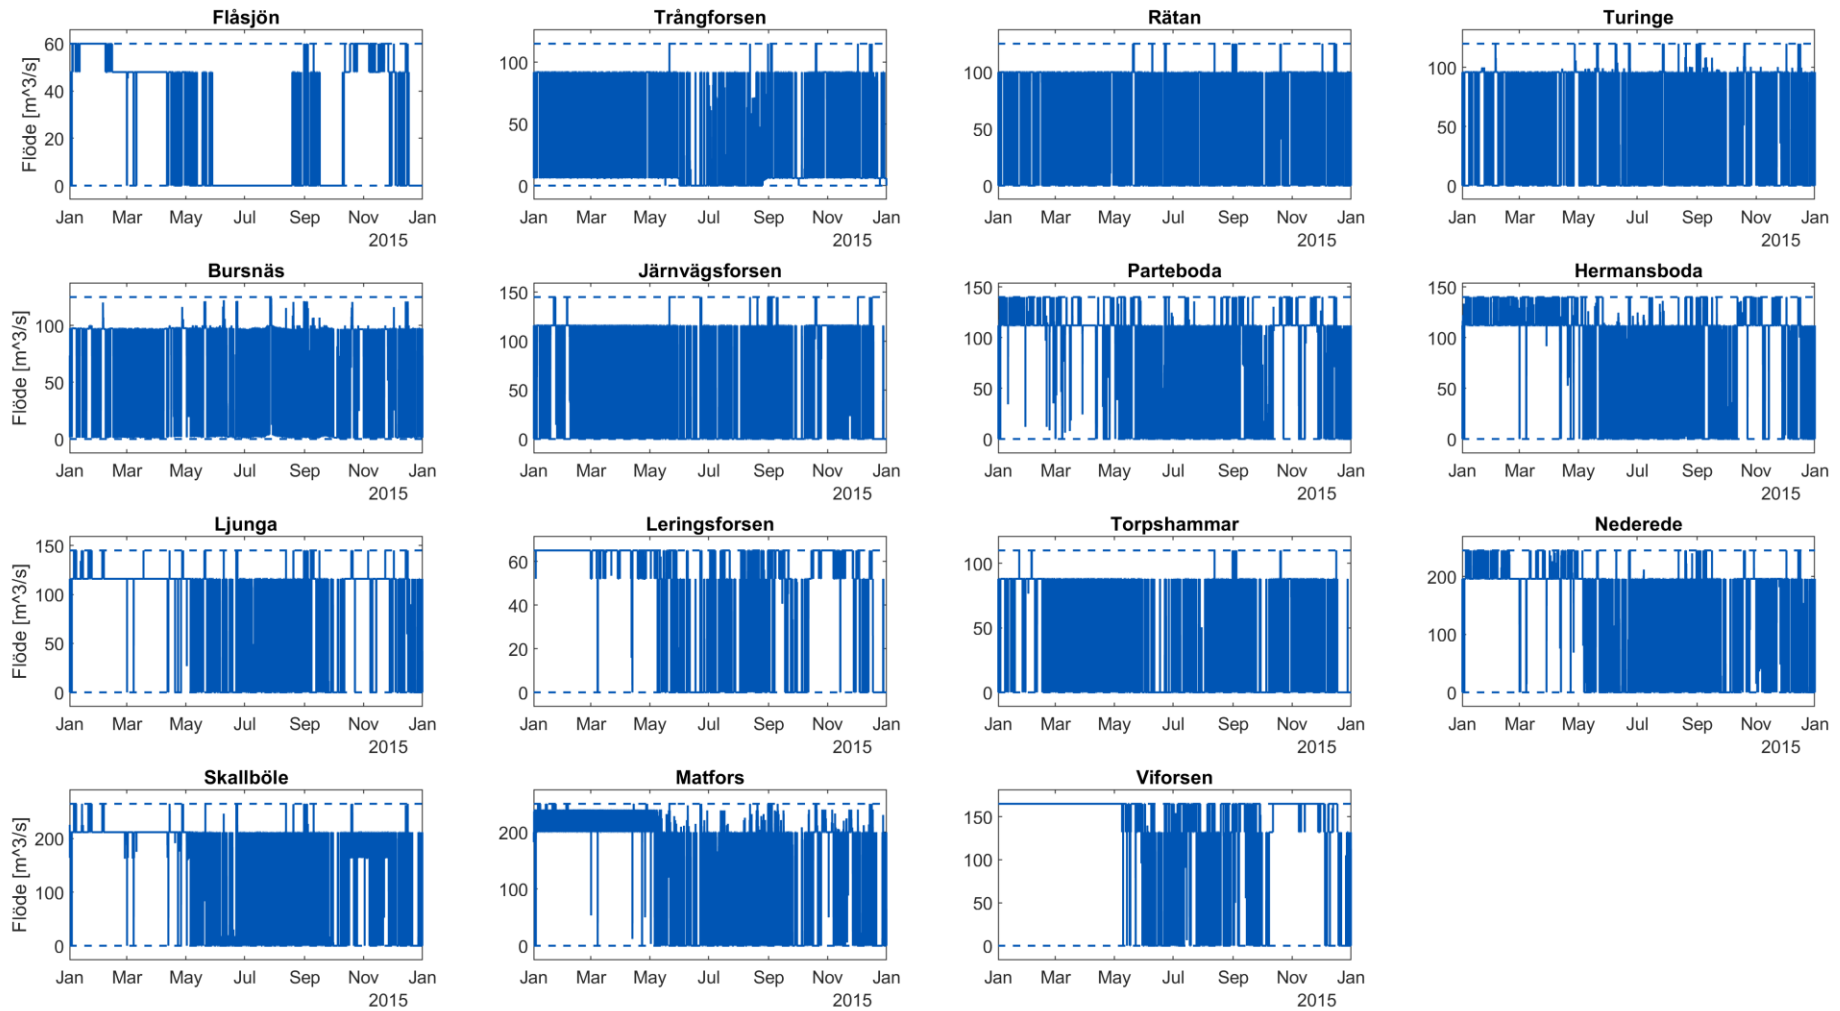 Flåsjön
Trångforsen
Rätan
Turinge
Flöde [m^3/s]
60
40
20
0
100
50
0
100
50
0
100
50
0
Jan Mar May Jul Sep Nov Jan
Jan Mar May Jul Sep Nov Jan
Jan Mar May Jul Sep Nov Jan
Jan Mar May Jul Sep Nov Jan
2015
2015
2015
2015
Bursnäs
Järnvägsforsen
Parteboda
Hermansboda
Flöde [m^3/s]
100
50
0
150
100
50
0
150
100
50
0
150
100
50
0
Jan Mar May Jul Sep Nov Jan
Jan Mar May Jul Sep Nov Jan
Jan Mar May Jul Sep Nov Jan
Jan Mar May Jul Sep Nov Jan
2015
2015
2015
2015
Ljunga
Leringsforsen
Torpshammar
Nederede
Flöde [m^3/s]
150
100
50
0
60
40
20
0
100
50
0
200
100
0
Jan Mar May Jul Sep Nov Jan
Jan Mar May Jul Sep Nov Jan
Jan Mar May Jul Sep Nov Jan
Jan Mar May Jul Sep Nov Jan
2015
2015
2015
2015
Skallböle
Matfors
Viforsen
Flöde [m^3/s]
200
100
0
200
100
0
150
100
50
0
Jan Mar May Jul Sep Nov Jan
Jan Mar May Jul Sep Nov Jan
Jan Mar May Jul Sep Nov Jan
2015
2015
2015